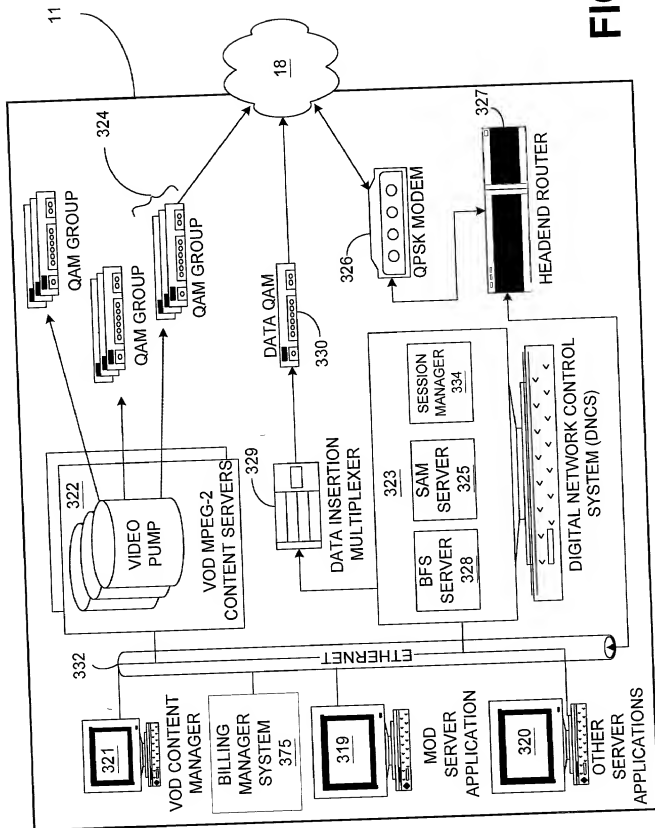 11
FIG
18
324
QAM GROUP
QAM GROUP
QAM GROUP
DATA QAM
330
326
QPSK MODEM
327
HEADEND ROUTER
322
VIDEO
PUMP
VOD MPEG-2
CONTENT SERVERS
329
DATA INSERTION
MULTIPLEXER
323
BFS
SERVER
328
SAM
SERVER
325
SESSION
MANAGER
334
DIGITAL NETWORK CONTROL
SYSTEM (DNCS)
332
ETHERNET
321
VOD CONTENT
MANAGER
BILLING
MANAGER
SYSTEM
375
319
MOD
SERVER
APPLICATION
320
OTHER
SERVER
APPLICATIONS